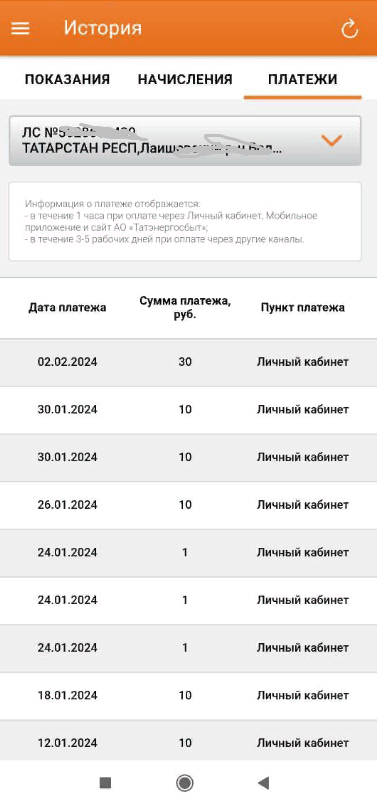 История
ПОКАЗАНИЯ НАЧИСЛЕНИЯ ПЛАТЕЖИ
ЛС
ТАТАРСТАН РЕСП,
Информация о платеже отображается:
- в течение 1 часа при оплате через Личный кабинет, Мобильное
приложение и сайт АО «Татэнергосбыт»;
- в течение 3-5 рабочих дней при оплате через другие каналы.
Дата платежа Сумма платежа, руб. Пункт платежа
02.02.2024 30 Личный кабинет
30.01.2024 10 Личный кабинет
30.01.2024 10 Личный кабинет
26.01.2024 10 Личный кабинет
24.01.2024 1 Личный кабинет
24.01.2024 1 Личный кабинет
24.01.2024 1 Личный кабинет
18.01.2024 10 Личный кабинет
12.01.2024 10 Личный кабинет